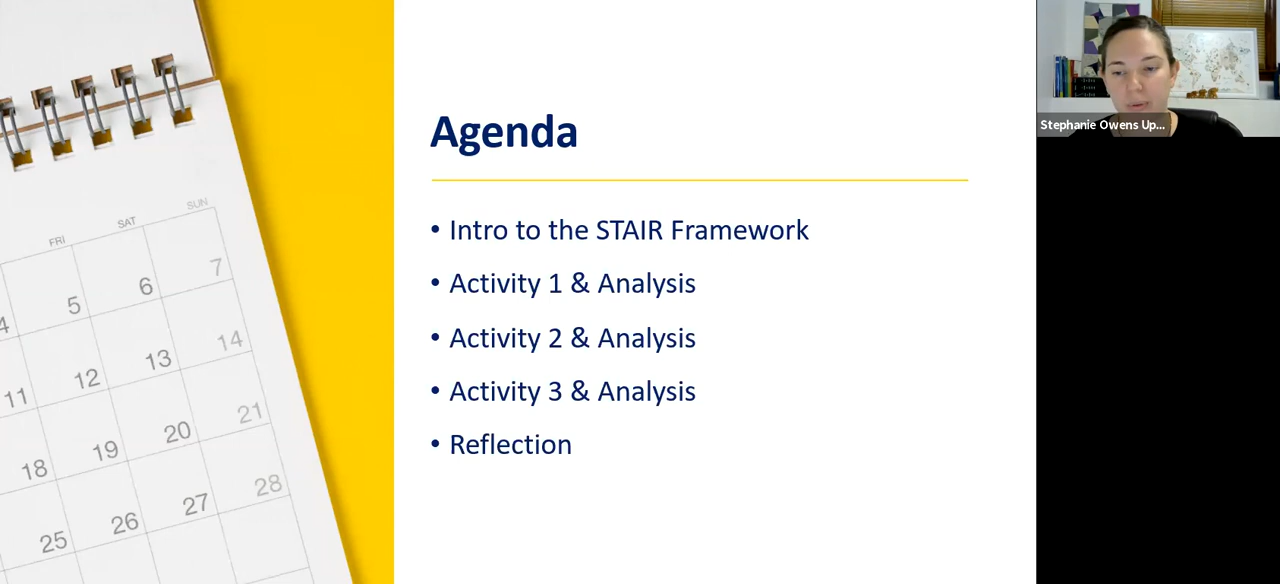 FRI SAT SUN
4 5 6 7
11 12 13 14
18 19 20 21
25 26 27 28
Agenda
• Intro to the STAIR Framework
• Activity 1 & Analysis
• Activity 2 & Analysis
• Activity 3 & Analysis
• Reflection
Stephanie Owens Up...